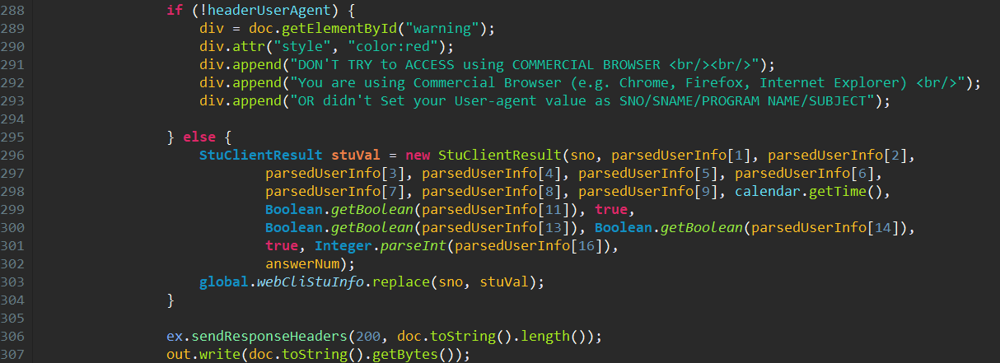 288 if (!headerUserAgent) {
289 div = doc.getElementById("warning");
290 div.attr("style", "color:red");
291 div.append("DON'T TRY to ACCESS using COMMERCIAL BROWSER <br/><br/>");
292 div.append("You are using Commercial Browser (e.g. Chrome, Firefox, Internet Explorer) <br/>");
293 div.append("OR didn't Set your User-agent value as SNO/SNAME/PROGRAM NAME/SUBJECT");
294
295 } else {
296 StuClientResult stuVal = new StuClientResult(sno, parsedUserInfo[1], parsedUserInfo[2],
297 parsedUserInfo[3], parsedUserInfo[4], parsedUserInfo[5], parsedUserInfo[6],
298 parsedUserInfo[7], parsedUserInfo[8], parsedUserInfo[9], calendar.getTime(),
299 Boolean.getBoolean(parsedUserInfo[11]), true,
300 Boolean.getBoolean(parsedUserInfo[13]), Boolean.getBoolean(parsedUserInfo[14]),
301 true, Integer.parseInt(parsedUserInfo[16]),
302 answerNum);
303 global.webCliStuInfo.replace(sno, stuVal);
304 }
305
306 ex.sendResponseHeaders(200, doc.toString().length());
307 out.write(doc.toString().getBytes());